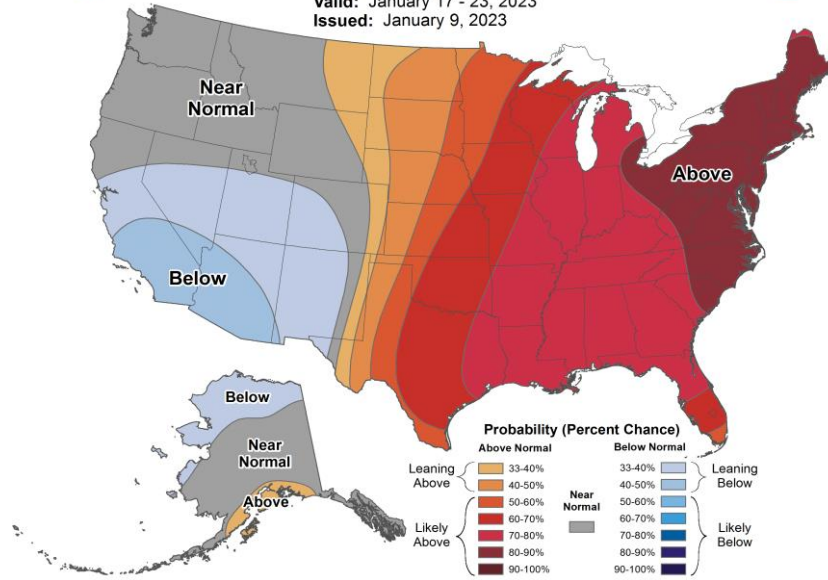 Valid: January 17 - 23, 2023
Issued: January 9, 2023
Near
Normal
Above
Below
Below
Near
Normal
Above
Probability (Percent Chance)
Above Normal
Below Normal
Leaning
Above
33-40%
40-50%
Likely
Above
50-60%
60-70%
70-80%
80-90%
90-100%
Near
Normal
33-40%
40-50%
Leaning
Below
50-60%
60-70%
70-80%
80-90%
90-100%
Likely
Below